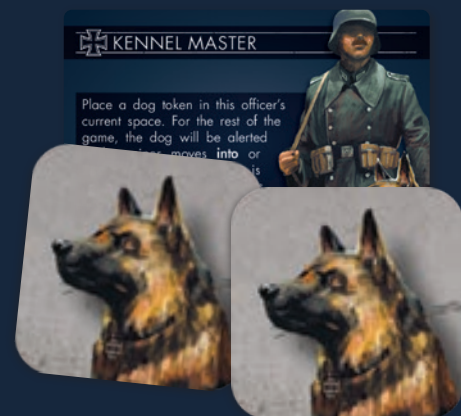 KENNEL MASTER
Place a dog token in this officer's
current space. For the rest of the
game, the dog will be alerted
moves into or
is